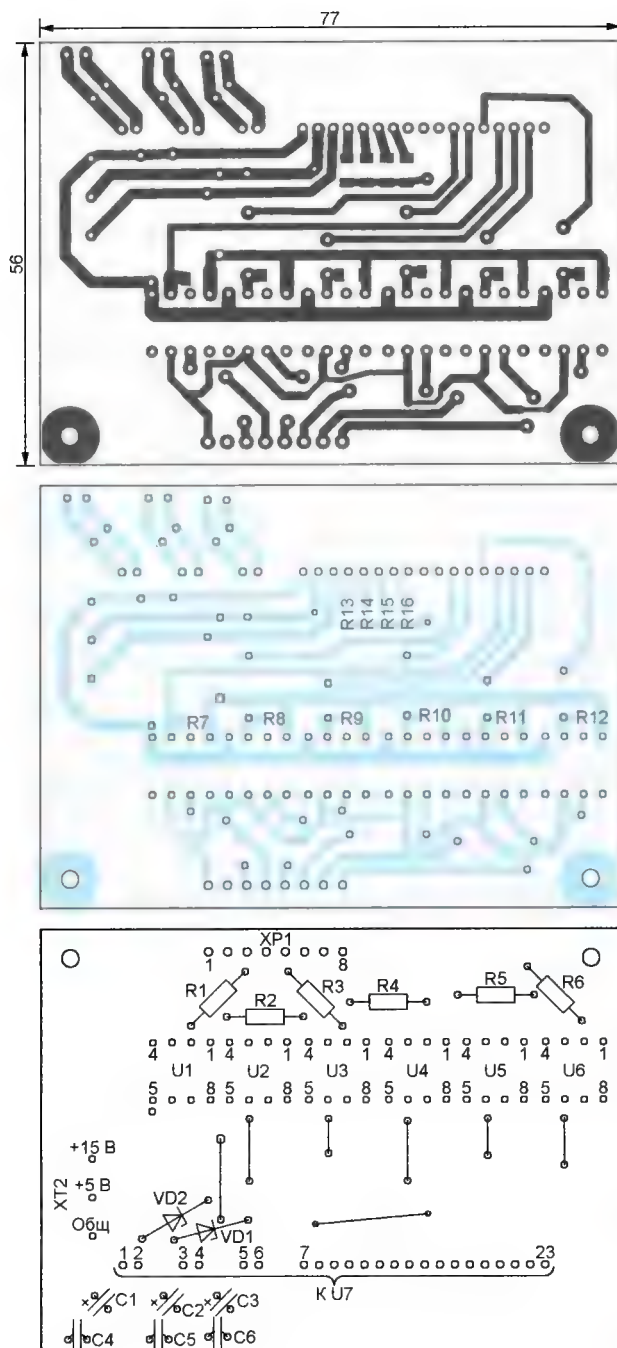 77
56
R13
R14
R15
R16
R7 R8 R9 R10 R11 R12
XP1
1 8
R1 R2 R3 R4 R5 R6
4 1 4 1 4 1 4 1 4 1 4 1
U1 U2 U3 U4 U5 U6
5 8 5 8 5 8 5 8 5 8 5 8
XT2
+15 В
+5 В
Общ
VD2
VD1
1 2 3 4 5 6 7 23
К U7
C1 C2 C3
C4 C5 C6